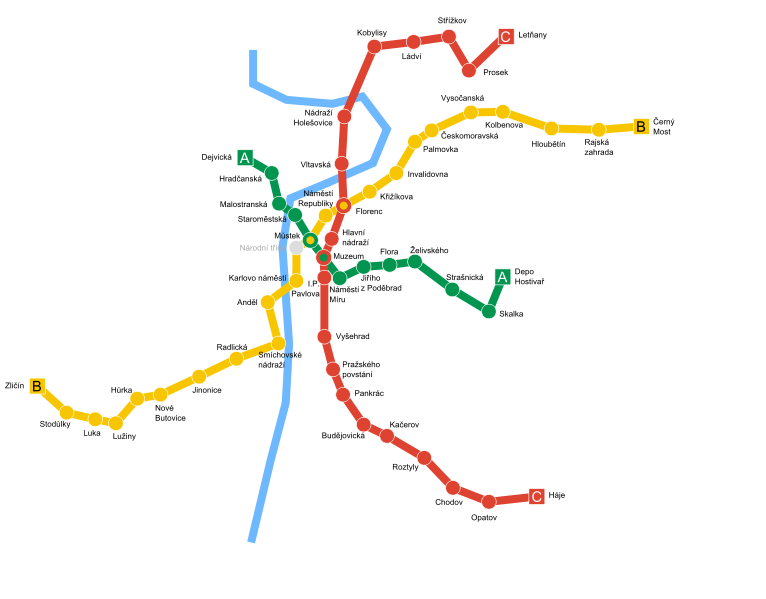 Střížkov
Kobylisy
C
Letňany
Ládví
Prosek
Vysočanská
Nádraží
Holešovice
Kolbenova
Českomoravská
B
Černý
Most
Hloubětín
Rajská
zahrada
Palmovka
Dejvická
A
Vltavská
Invalidovna
Hradčanská
Náměstí
Republiky
Křižíkova
Malostranská
Florenc
Staroměstská
Můstek
Hlavní
nádraží
Národní tří
Muzeum
Flora
Želivského
Karlovo náměstí
I.P.
Pavlova
Náměstí
Míru
Jiřího
z Poděbrad
Strašnická
A
Depo
Hostivař
Anděl
Skalka
Vyšehrad
Radlická
Smíchovské
nádraží
Pražského
povstání
Zličín
B
Hůrka
Jinonice
Pankrác
Stodůlky
Luka
Lužiny
Nové
Butovice
Budějovická
Kačerov
Roztyly
Chodov
Opatov
C
Háje